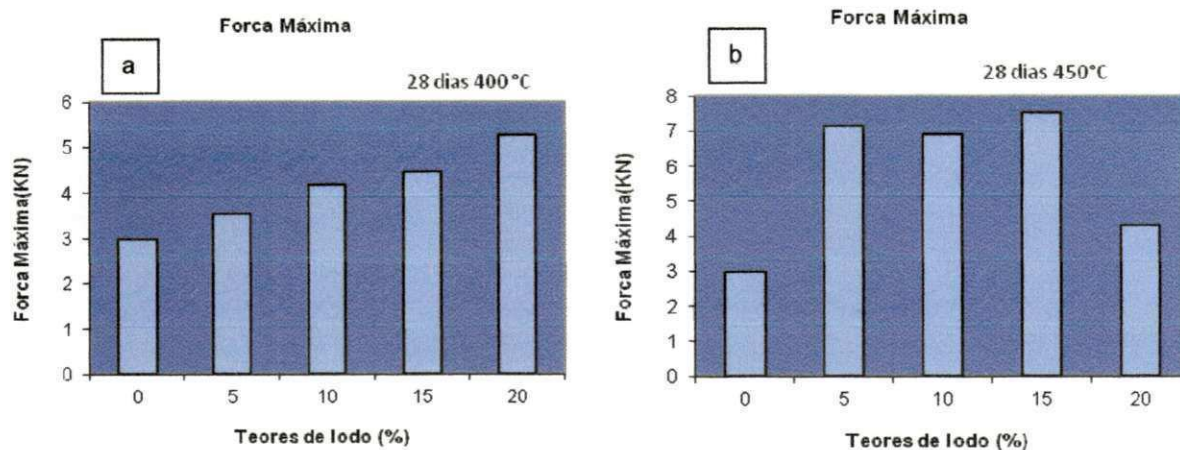 Forca Máxima
a
28 dias 400°C
6
5
4
3
2
1
0
Forca Máxima(KN)
0 5 10 15 20
Teores de lodo (%)
Forca Máxima
b
28 dias 450°C
8
7
6
5
4
3
2
1
0
Forca Máxima(KN)
0 5 10 15 20
Teores de lodo (%)